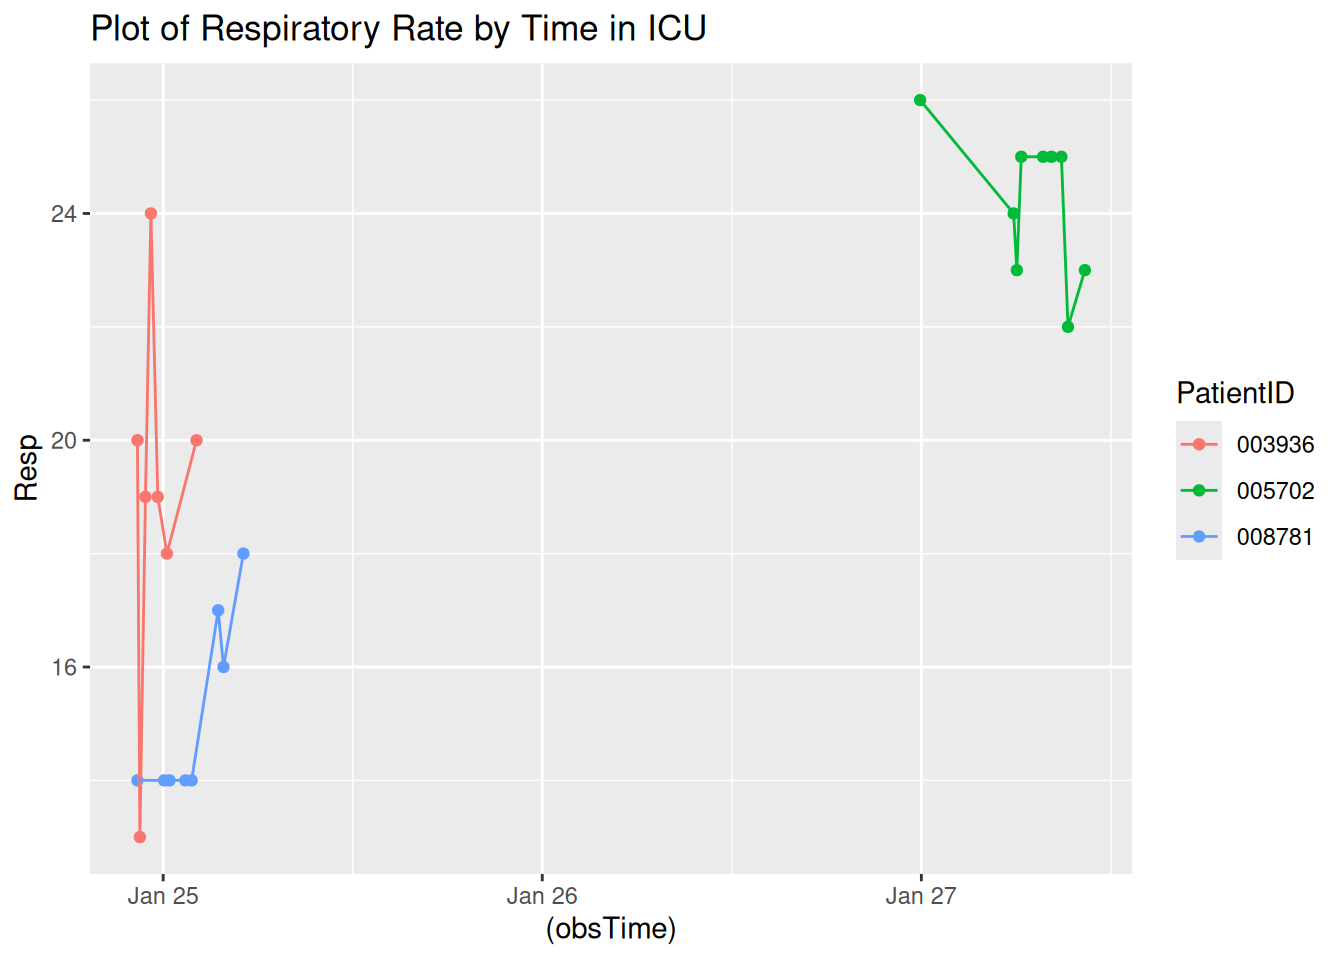 Plot of Respiratory Rate by Time in ICU
24
20
16
Resp
Jan 25
Jan 26
Jan 27
(obsTime)
PatientID
003936
005702
008781